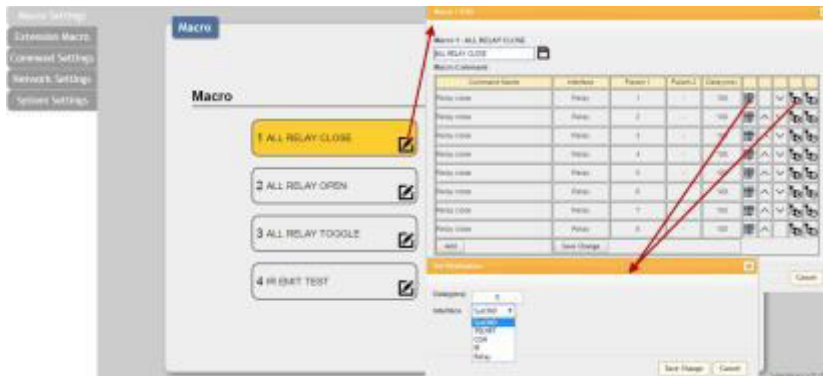 Macro Settings
Extension Macro
Command Settings
Network Settings
System Settings
Macro
Macro
1 ALL RELAY CLOSE
2 ALL RELAY OPEN
3 ALL RELAY TOGGLE
4 IR EMIT TEST
Macro 1 - ALL RELAY CLOSE
ALL RELAY CLOSE
Macro Command
Command Name Interface Param 1 Param 2 Delay(ms)
Relay close Relay 1 - 100
Relay close Relay 2 - 100
Relay close Relay 3 - 100
Relay close Relay 4 - 100
Relay close Relay 5 - 100
Relay close Relay 6 - 100
Relay close Relay 7 - 100
Relay close Relay 8 - 100
Add Save Change
Cancel
Delay(ms) 0
Interface
TELNET
COM
IR
Relay
Save Change Cancel